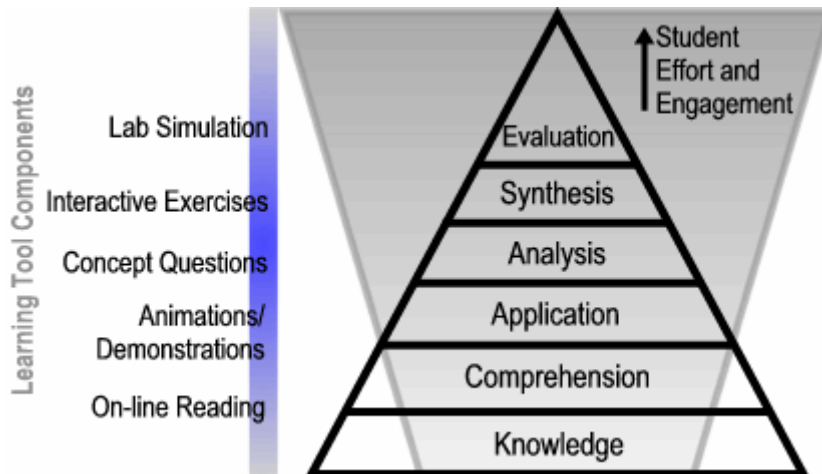 Learning Tool Components
Lab Simulation
Interactive Exercises
Concept Questions
Animations/
Demonstrations
On-line Reading
Student
Effort and
Engagement
Evaluation
Synthesis
Analysis
Application
Comprehension
Knowledge